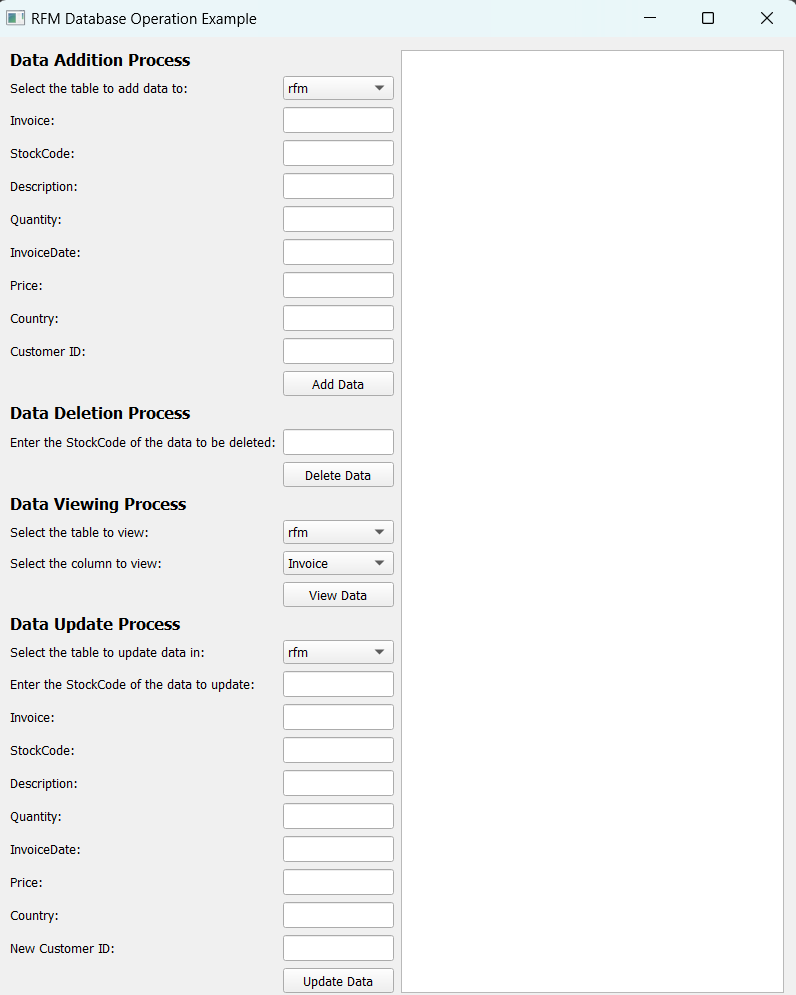 RFM Database Operation Example
Data Addition Process
Select the table to add data to: rfm
Invoice:
StockCode:
Description:
Quantity:
InvoiceDate:
Price:
Country:
Customer ID:
Add Data
Data Deletion Process
Enter the StockCode of the data to be deleted:
Delete Data
Data Viewing Process
Select the table to view: rfm
Select the column to view: Invoice
View Data
Data Update Process
Select the table to update data in: rfm
Enter the StockCode of the data to update:
Invoice:
StockCode:
Description:
Quantity:
InvoiceDate:
Price:
Country:
New Customer ID:
Update Data